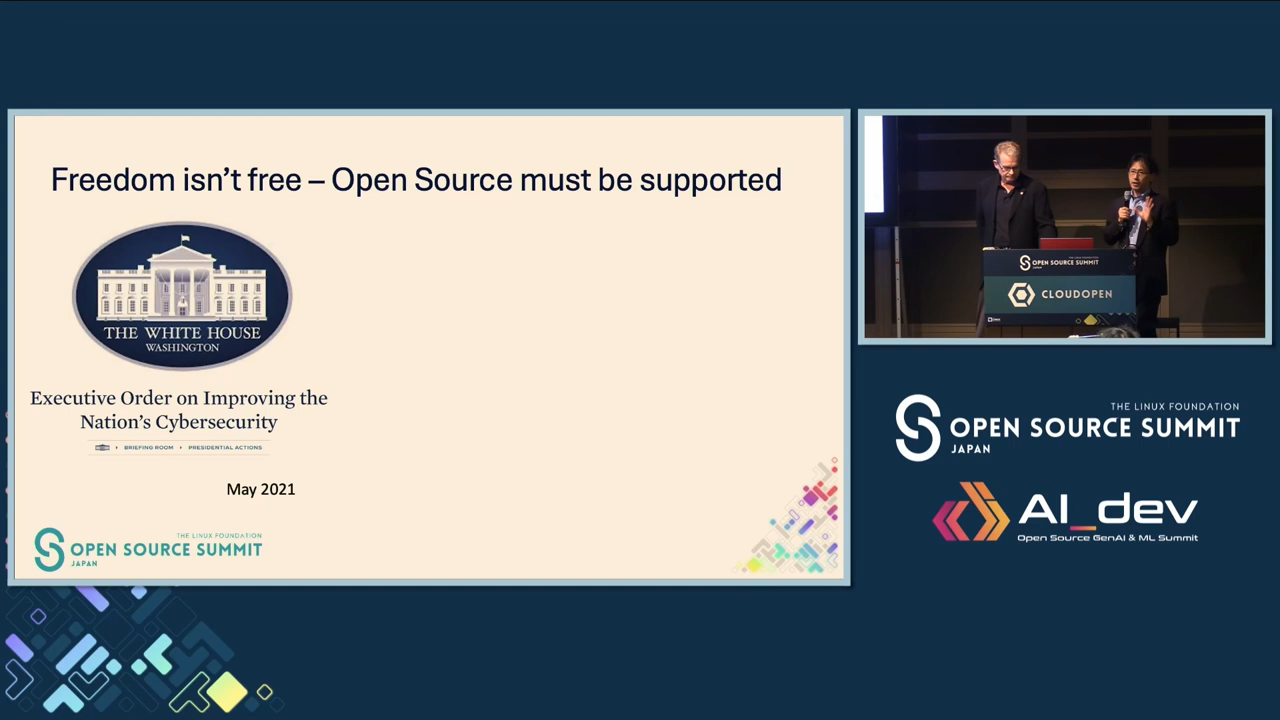 Freedom isn't free – Open Source must be supported
THE WHITE HOUSE
WASHINGTON
Executive Order on Improving the
Nation's Cybersecurity
BRIEFING ROOM
PRESIDENTIAL ACTIONS
May 2021
THE LINUX FOUNDATION
OPEN SOURCE SUMMIT
JAPAN
OPEN SOURCE SUMMIT
JAPAN
CLOUDOPEN
THE LINUX FOUNDATION
OPEN SOURCE SUMMIT
JAPAN
AI_dev
Open Source GenAI & ML Summit